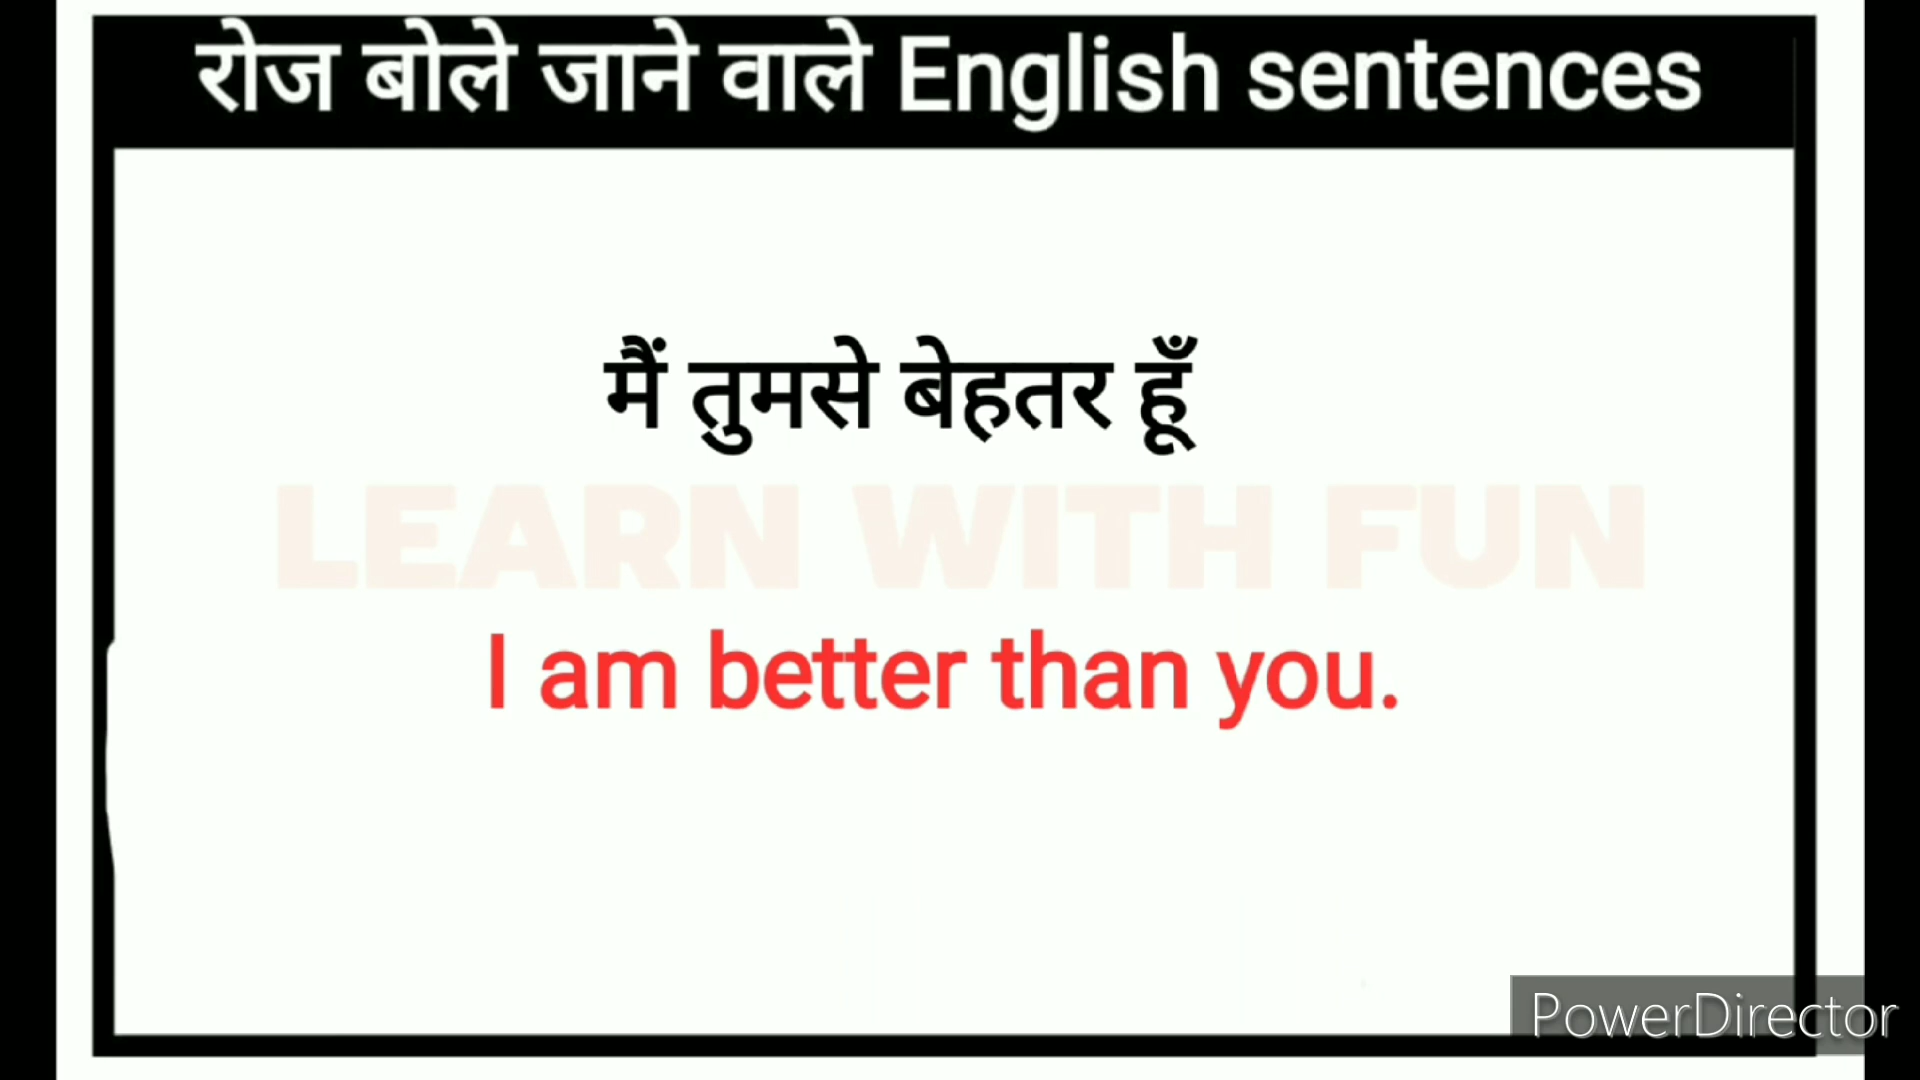 रोज बोले जाने वाले English sentences
मैं तुमसे बेहतर हूँ
LEARN WITH FUN
I am better than you.
PowerDirector